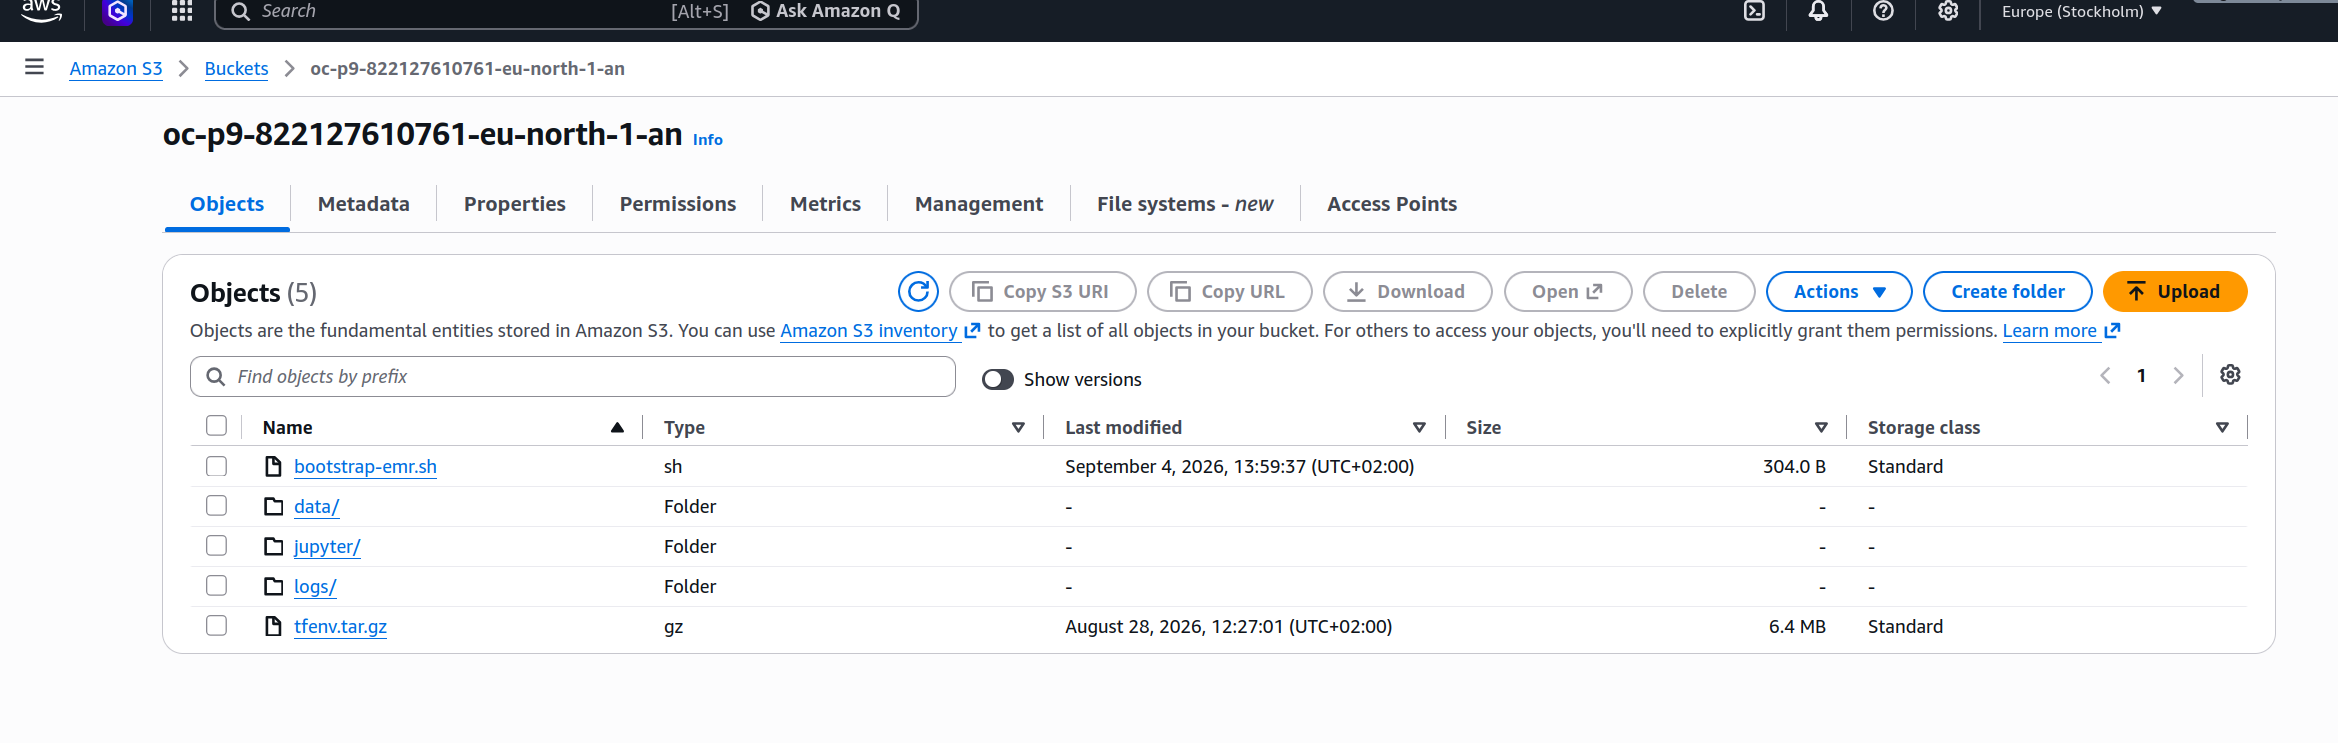 aws Search [Alt+S] Ask Amazon Q Europe (Stockholm)
Amazon S3 Buckets oc-p9-822127610761-eu-north-1-an
oc-p9-822127610761-eu-north-1-an Info
Objects Metadata Properties Permissions Metrics Management File systems - new Access Points
Objects (5) Copy S3 URI Copy URL Download Open Delete Actions Create folder Upload
Objects are the fundamental entities stored in Amazon S3. You can use Amazon S3 inventory to get a list of all objects in your bucket. For others to access your objects, you'll need to explicitly grant them permissions. Learn more
Find objects by prefix Show versions 1
Name Type Last modified Size Storage class
bootstrap-emr.sh sh September 4, 2026, 13:59:37 (UTC+02:00) 304.0 B Standard
data/ Folder - - -
jupyter/ Folder - - -
logs/ Folder - - -
tfenv.tar.gz gz August 28, 2026, 12:27:01 (UTC+02:00) 6.4 MB Standard